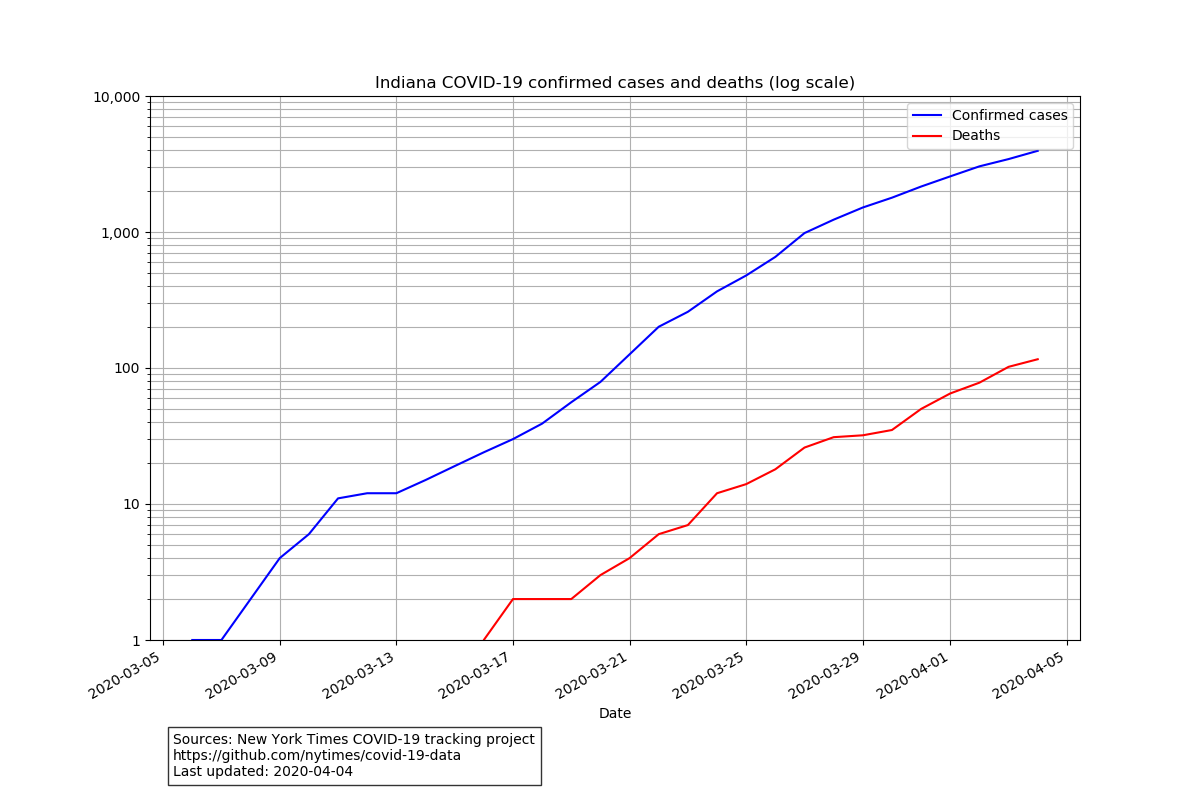 Indiana COVID-19 confirmed cases and deaths (log scale)
10,000
1,000
100
10
1
Confirmed cases
Deaths
2020-03-05
2020-03-09
2020-03-13
2020-03-17
2020-03-21
2020-03-25
2020-03-29
2020-04-01
2020-04-05
Date
Sources: New York Times COVID-19 tracking project
https://github.com/nytimes/covid-19-data
Last updated: 2020-04-04